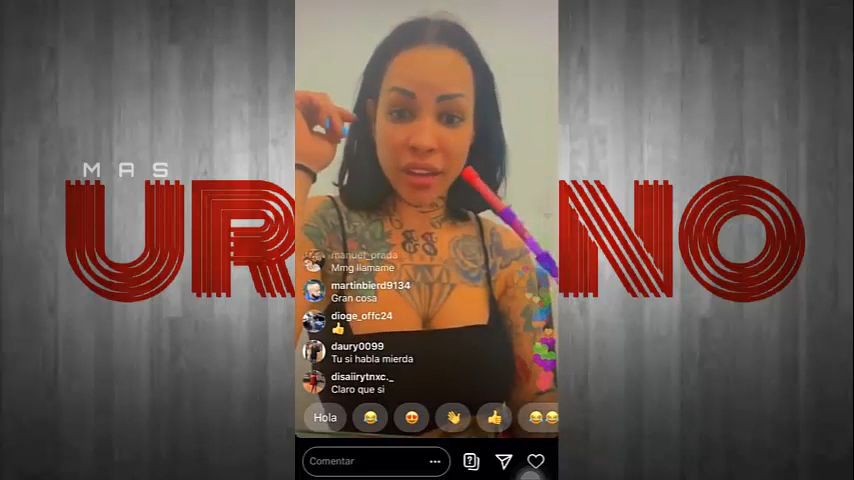 MAS
UR NO
manuel_prada
Mmg llamame
martinbierd9134
Gran cosa
dioge_offc24
👍
daury0099
Tu si habla mierda
disaiirytnxc._
Claro que si
Hola 😂 😍 👋 👍 😂😂
Comentar